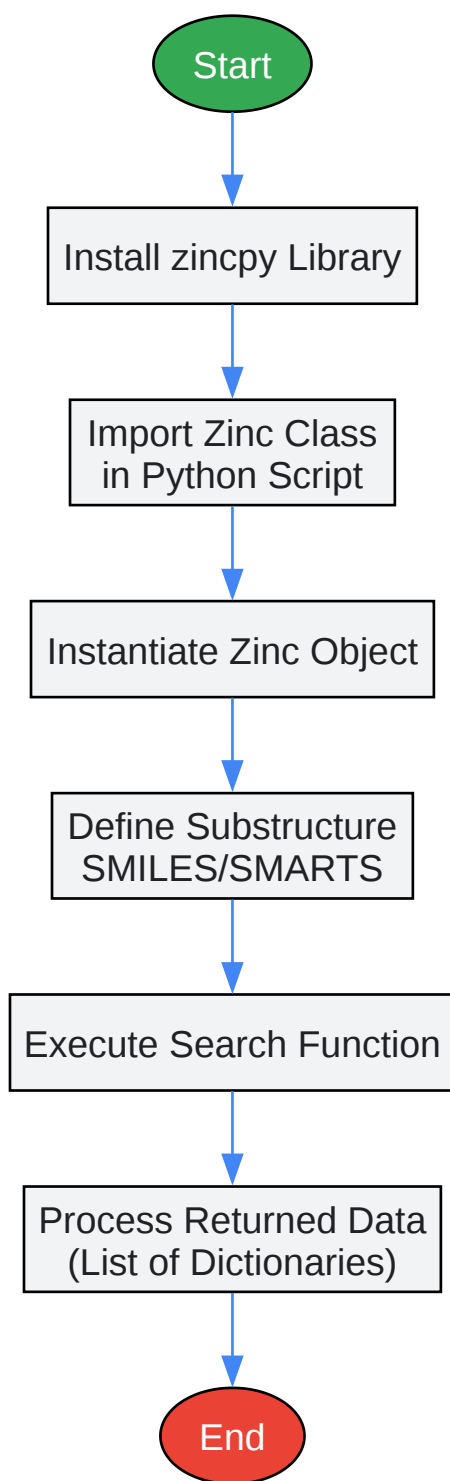 Start
Install zincpy Library
Import Zinc Class
in Python Script
Instantiate Zinc Object
Define Substructure
SMILES/SMARTS
Execute Search Function
Process Returned Data
(List of Dictionaries)
End